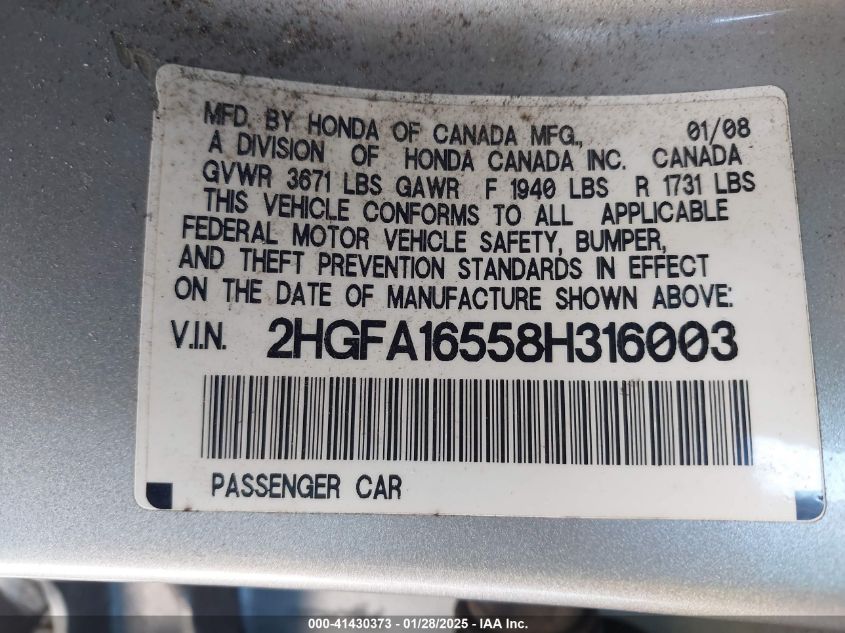 MFD. BY HONDA OF CANADA MFG., 01/08
A DIVISION OF HONDA CANADA INC. CANADA
GVWR 3671 LBS GAWR F 1940 LBS R 1731 LBS
THIS VEHICLE CONFORMS TO ALL APPLICABLE
FEDERAL MOTOR VEHICLE SAFETY, BUMPER,
AND THEFT PREVENTION STANDARDS IN EFFECT
ON THE DATE OF MANUFACTURE SHOWN ABOVE:
V.I.N. 2HGFA16558H316003
PASSENGER CAR
000-41430373 - 01/28/2025 - IAA Inc.